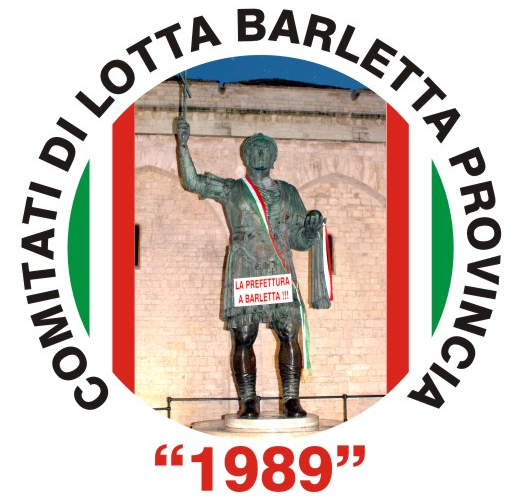 COMITATI DI LOTTA BARLETTA PROVINCIA
LA PREFETTURA
A BARLETTA !!!
“1989”